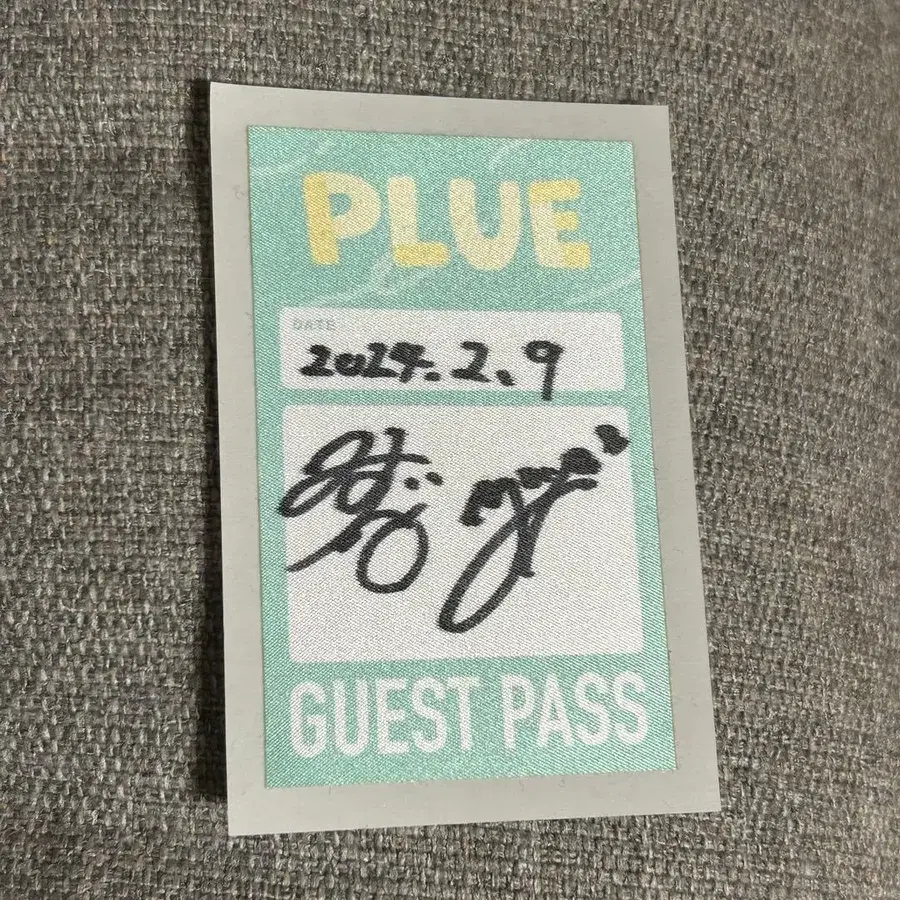 PLUE
DATE
2024.2.9
GUEST PASS